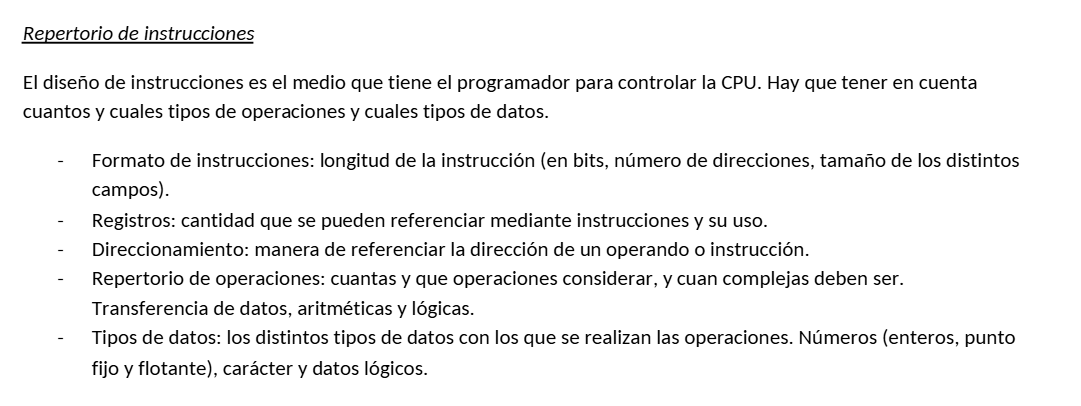 Repertorio de instrucciones
El diseño de instrucciones es el medio que tiene el programador para controlar la CPU. Hay que tener en cuenta
cuantos y cuales tipos de operaciones y cuales tipos de datos.
- Formato de instrucciones: longitud de la instrucción (en bits, número de direcciones, tamaño de los distintos
campos).
- Registros: cantidad que se pueden referenciar mediante instrucciones y su uso.
- Direccionamiento: manera de referenciar la dirección de un operando o instrucción.
- Repertorio de operaciones: cuantas y que operaciones considerar, y cuan complejas deben ser.
Transferencia de datos, aritméticas y lógicas.
- Tipos de datos: los distintos tipos de datos con los que se realizan las operaciones. Números (enteros, punto
fijo y flotante), carácter y datos lógicos.